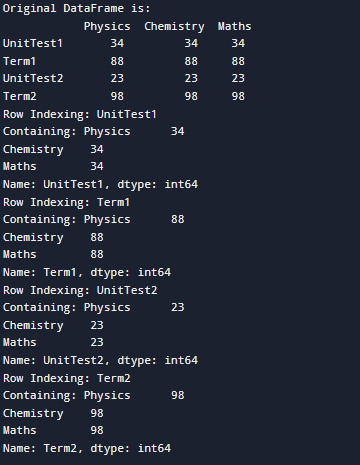 Original DataFrame is:
Physics Chemistry Maths
UnitTest1 34 34 34
Term1 88 88 88
UnitTest2 23 23 23
Term2 98 98 98
Row Indexing: UnitTest1
Containing: Physics 34
Chemistry 34
Maths 34
Name: UnitTest1, dtype: int64
Row Indexing: Term1
Containing: Physics 88
Chemistry 88
Maths 88
Name: Term1, dtype: int64
Row Indexing: UnitTest2
Containing: Physics 23
Chemistry 23
Maths 23
Name: UnitTest2, dtype: int64
Row Indexing: Term2
Containing: Physics 98
Chemistry 98
Maths 98
Name: Term2, dtype: int64